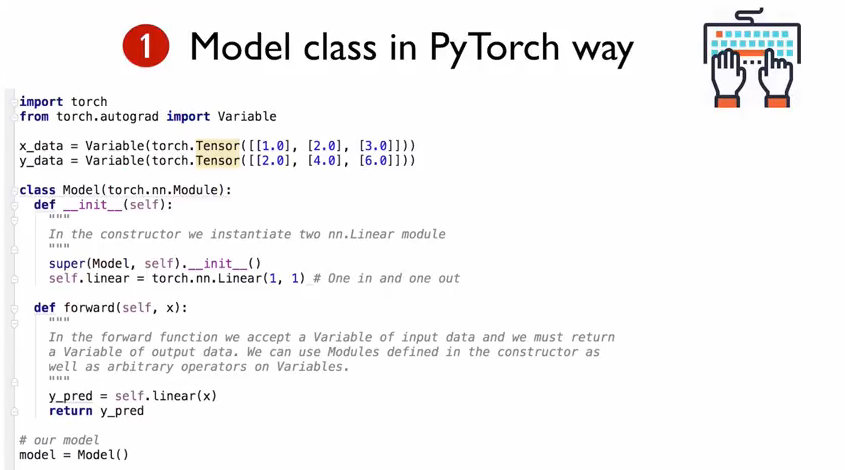 1 Model class in PyTorch way
import torch
from torch.autograd import Variable
x_data = Variable(torch.Tensor([[1.0], [2.0], [3.0]]))
y_data = Variable(torch.Tensor([[2.0], [4.0], [6.0]]))
class Model(torch.nn.Module):
def __init__(self):
"""
In the constructor we instantiate two nn.Linear module
"""
super(Model, self).__init__()
self.linear = torch.nn.Linear(1, 1) # One in and one out
def forward(self, x):
"""
In the forward function we accept a Variable of input data and we must return
a Variable of output data. We can use Modules defined in the constructor as
well as arbitrary operators on Variables.
"""
y_pred = self.linear(x)
return y_pred
# our model
model = Model()